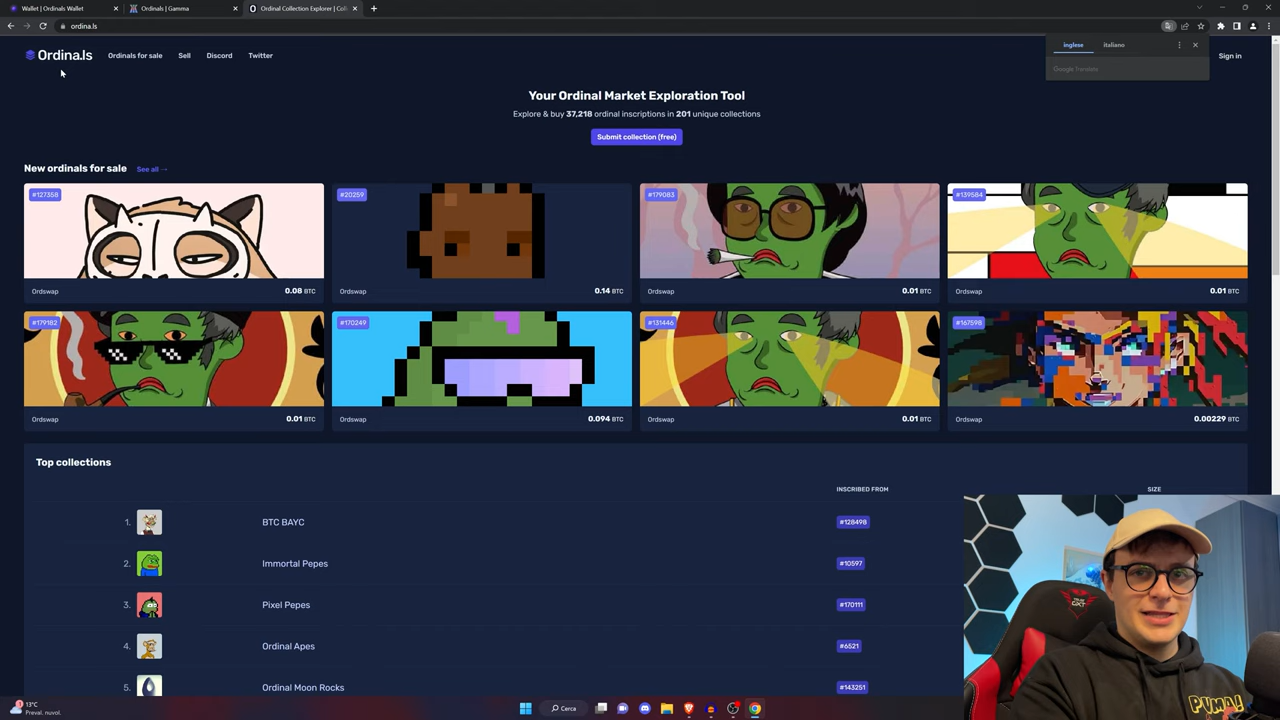 Wallet | Ordinals Wallet
Ordinals | Gamma
Ordinal Collection Explorer | Coll
ordina.ls
Ordina.ls
Ordinals for sale
Sell
Discord
Twitter
inglese
italiano
Google Translate
Sign in
Your Ordinal Market Exploration Tool
Explore & buy 37,218 ordinal inscriptions in 201 unique collections
Submit collection (free)
New ordinals for sale
See all →
#127358
#20259
#179083
#139584
Ordswap
0.08 BTC
Ordswap
0.14 BTC
Ordswap
0.01 BTC
Ordswap
0.01 BTC
#179182
#170249
#131446
#167598
Ordswap
0.01 BTC
Ordswap
0.094 BTC
Ordswap
0.01 BTC
Ordswap
0.00229 BTC
Top collections
INSCRIBED FROM
SIZE
1.
BTC BAYC
#128498
2.
Immortal Pepes
#10597
3.
Pixel Pepes
#170111
4.
Ordinal Apes
#6521
5.
Ordinal Moon Rocks
#143251
13°C
Preval. nuvol.
Cerca